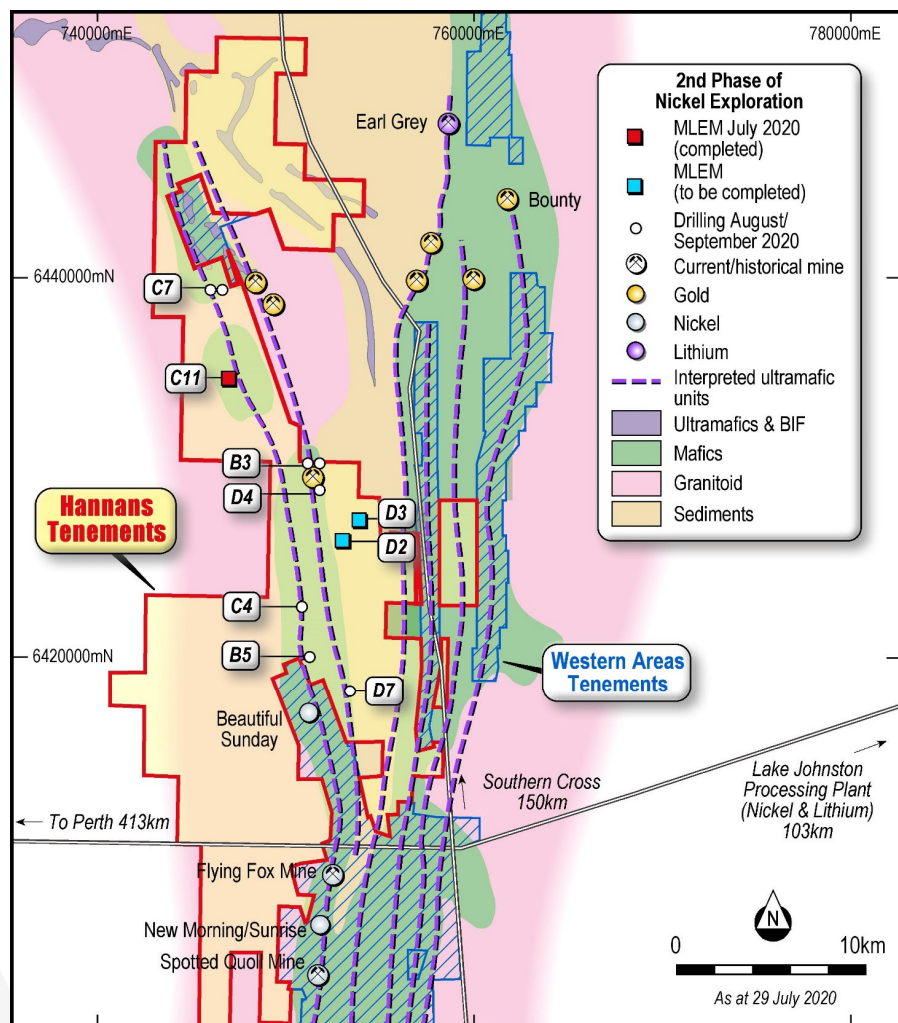 740000mE
760000mE
780000mE
2nd Phase of
Nickel Exploration
MLEM July 2020
(completed)
MLEM
(to be completed)
Drilling August/
September 2020
Current/historical mine
Gold
Nickel
Lithium
Interpreted ultramafic
units
Ultramafics & BIF
Mafics
Granitoid
Sediments
Earl Grey
Bounty
6440000mN
C7
C11
B3
D4
D3
D2
Hannans
Tenements
C4
B5
D7
6420000mN
Western Areas
Tenements
Beautiful
Sunday
Southern Cross
150km
Lake Johnston
Processing Plant
(Nickel & Lithium)
103km
To Perth 413km
Flying Fox Mine
New Morning/Sunrise
Spotted Quoll Mine
N
0
10km
As at 29 July 2020